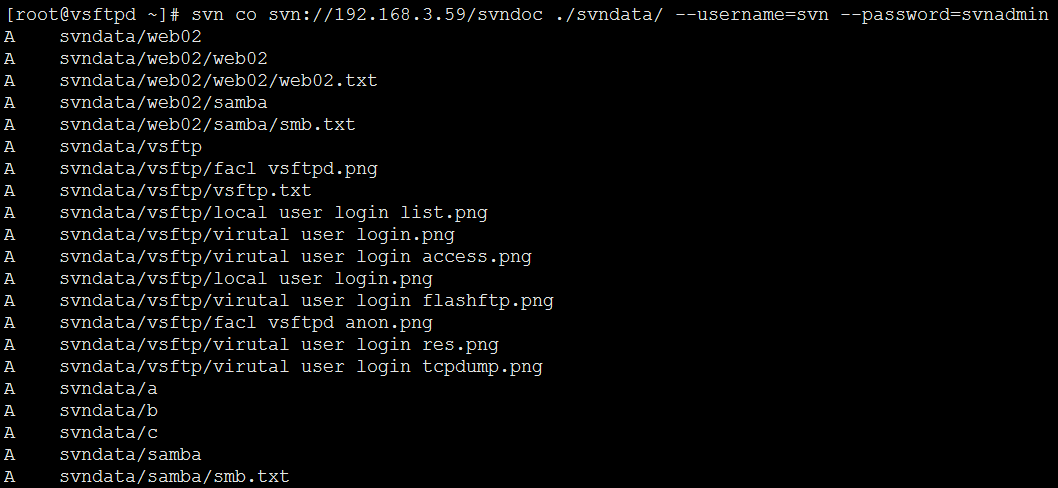 [root@vsftpd ~]# svn co svn://192.168.3.59/svndoc ./svndata/ --username=svn --password=svnadmin
A    svndata/web02
A    svndata/web02/web02
A    svndata/web02/web02/web02.txt
A    svndata/web02/samba
A    svndata/web02/samba/smb.txt
A    svndata/vsftp
A    svndata/vsftp/facl vsftpd.png
A    svndata/vsftp/vsftp.txt
A    svndata/vsftp/local user login list.png
A    svndata/vsftp/virutal user login.png
A    svndata/vsftp/virutal user login access.png
A    svndata/vsftp/local user login.png
A    svndata/vsftp/virutal user login flashftp.png
A    svndata/vsftp/facl vsftpd anon.png
A    svndata/vsftp/virutal user login res.png
A    svndata/vsftp/virutal user login tcpdump.png
A    svndata/a
A    svndata/b
A    svndata/c
A    svndata/samba
A    svndata/samba/smb.txt